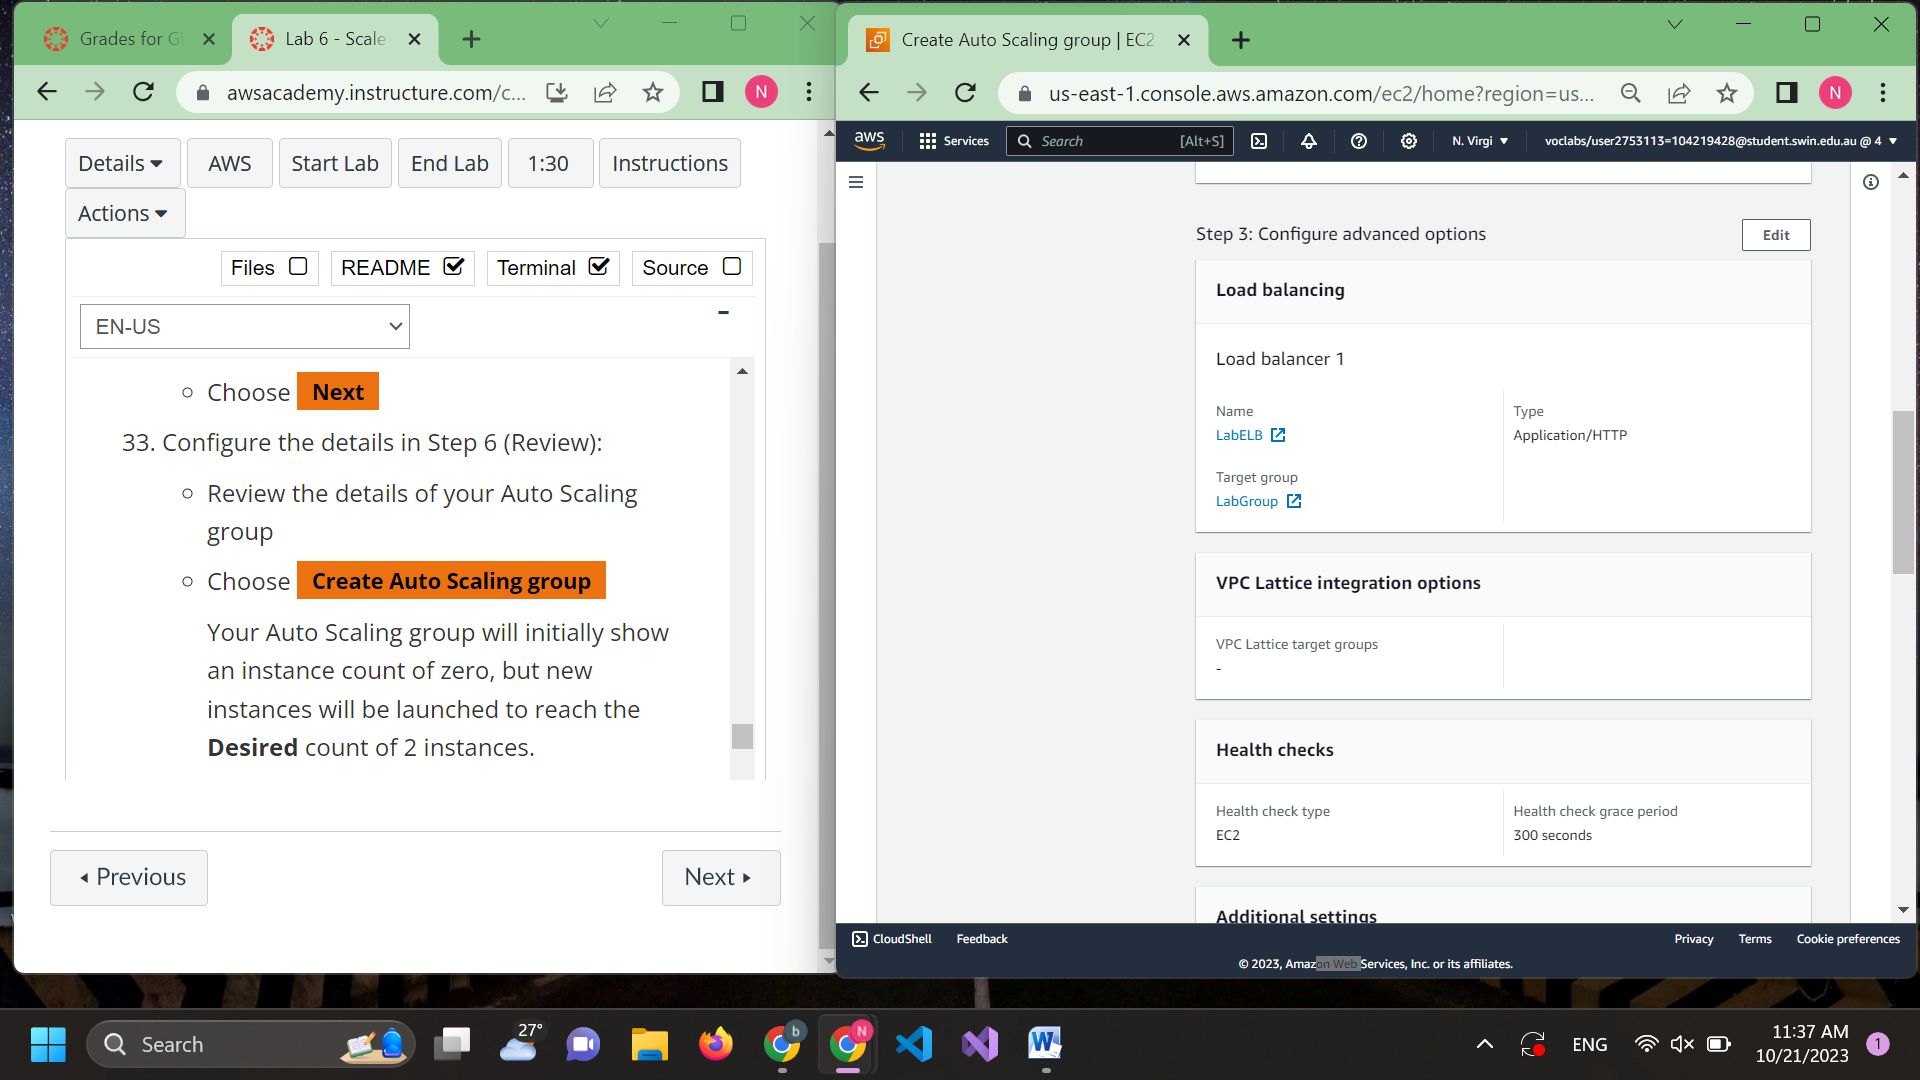 Grades for Gi
Lab 6 - Scale
awsacademy.instructure.com/c...
N
Details
AWS
Start Lab
End Lab
1:30
Instructions
Actions
Files
README
Terminal
Source
EN-US
Choose Next
33. Configure the details in Step 6 (Review):
Review the details of your Auto Scaling
group
Choose Create Auto Scaling group
Your Auto Scaling group will initially show
an instance count of zero, but new
instances will be launched to reach the
Desired count of 2 instances.
Previous
Next
Create Auto Scaling group | EC2
us-east-1.console.aws.amazon.com/ec2/home?region=us...
N
aws
Services
Search
[Alt+S]
N. Virgi
voclabs/user2753113=104219428@student.swin.edu.au @ 4
Step 3: Configure advanced options
Edit
Load balancing
Load balancer 1
Name
LabELB
Type
Application/HTTP
Target group
LabGroup
VPC Lattice integration options
VPC Lattice target groups
-
Health checks
Health check type
EC2
Health check grace period
300 seconds
Additional settings
CloudShell
Feedback
Privacy
Terms
Cookie preferences
© 2023, Amazon Web Services, Inc. or its affiliates.
Search
27°
b
N
W
ENG
11:37 AM
10/21/2023
1